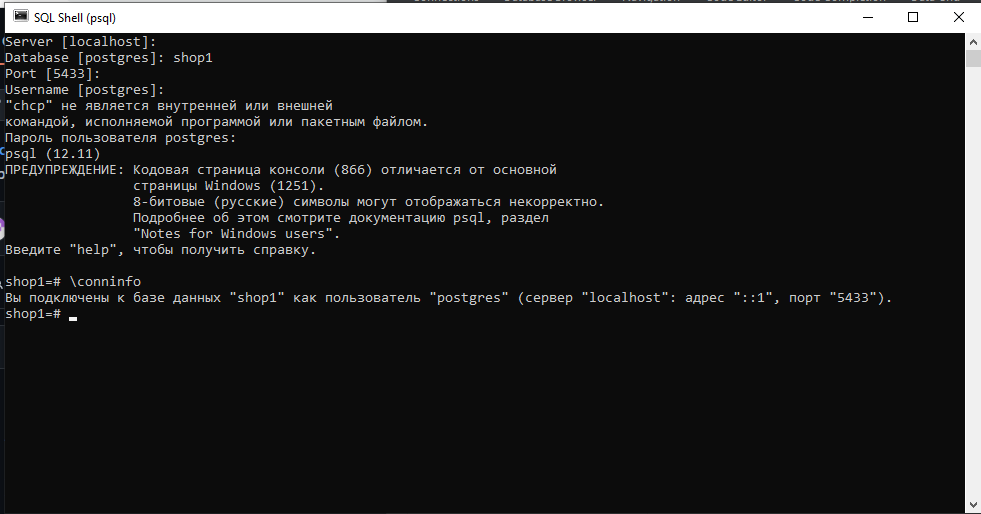 SQL Shell (psql)
Server [localhost]:
Database [postgres]: shop1
Port [5433]:
Username [postgres]:
"chcp" не является внутренней или внешней
командой, исполняемой программой или пакетным файлом.
Пароль пользователя postgres:
psql (12.11)
ПРЕДУПРЕЖДЕНИЕ: Кодовая страница консоли (866) отличается от основной
страницы Windows (1251).
8-битовые (русские) символы могут отображаться некорректно.
Подробнее об этом смотрите документацию psql, раздел
"Notes for Windows users".
Введите "help", чтобы получить справку.
shop1=# \conninfo
Вы подключены к базе данных "shop1" как пользователь "postgres" (сервер "localhost": адрес "::1", порт "5433").
shop1=#